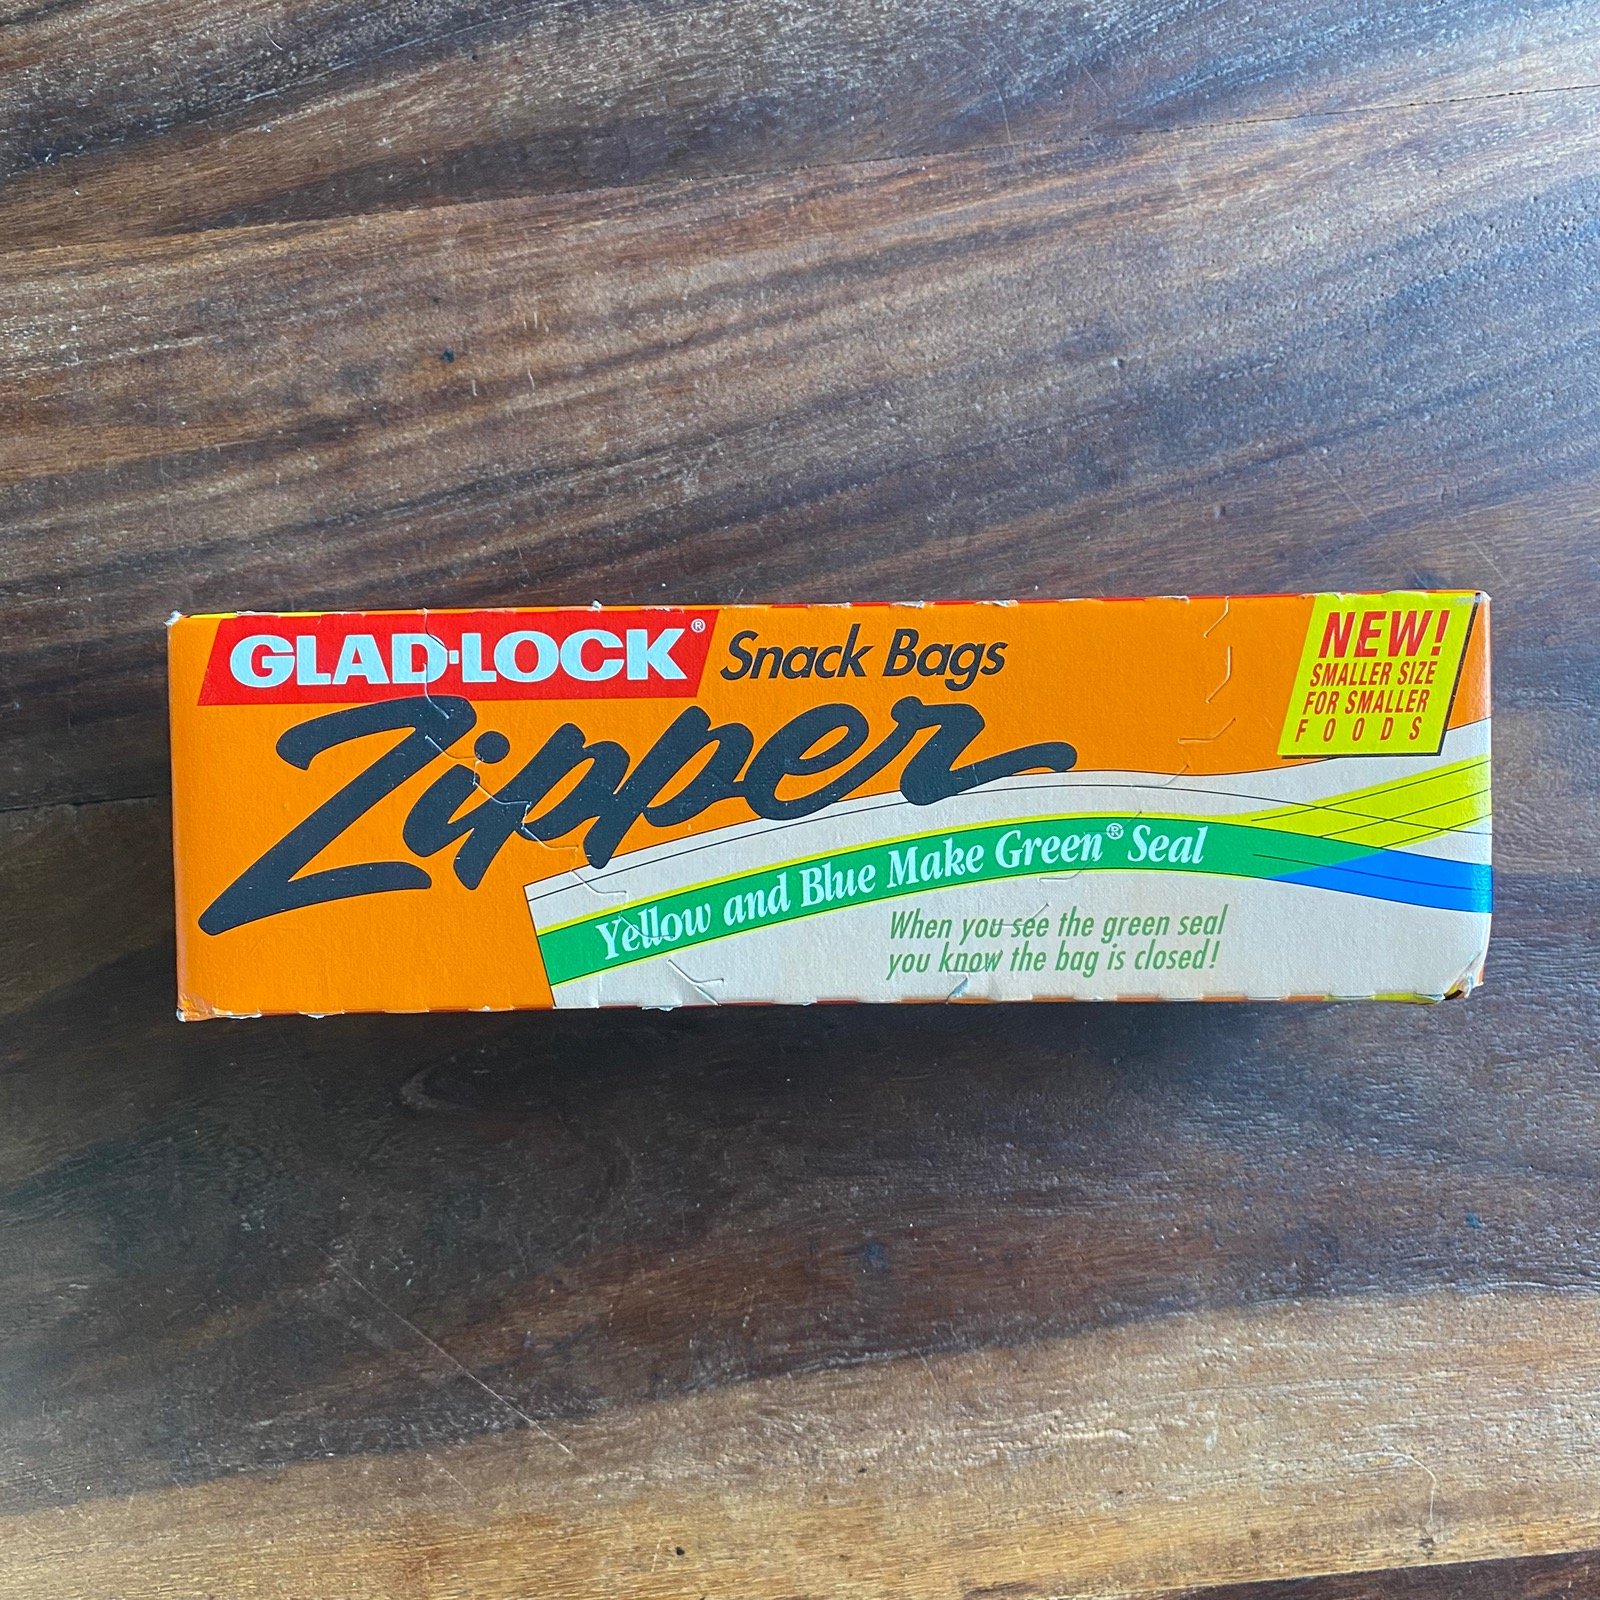 GLAD-LOCK® Snack Bags
Zipper
NEW!
SMALLER SIZE
FOR SMALLER
FOODS
Yellow and Blue Make Green® Seal
When you see the green seal
you know the bag is closed!